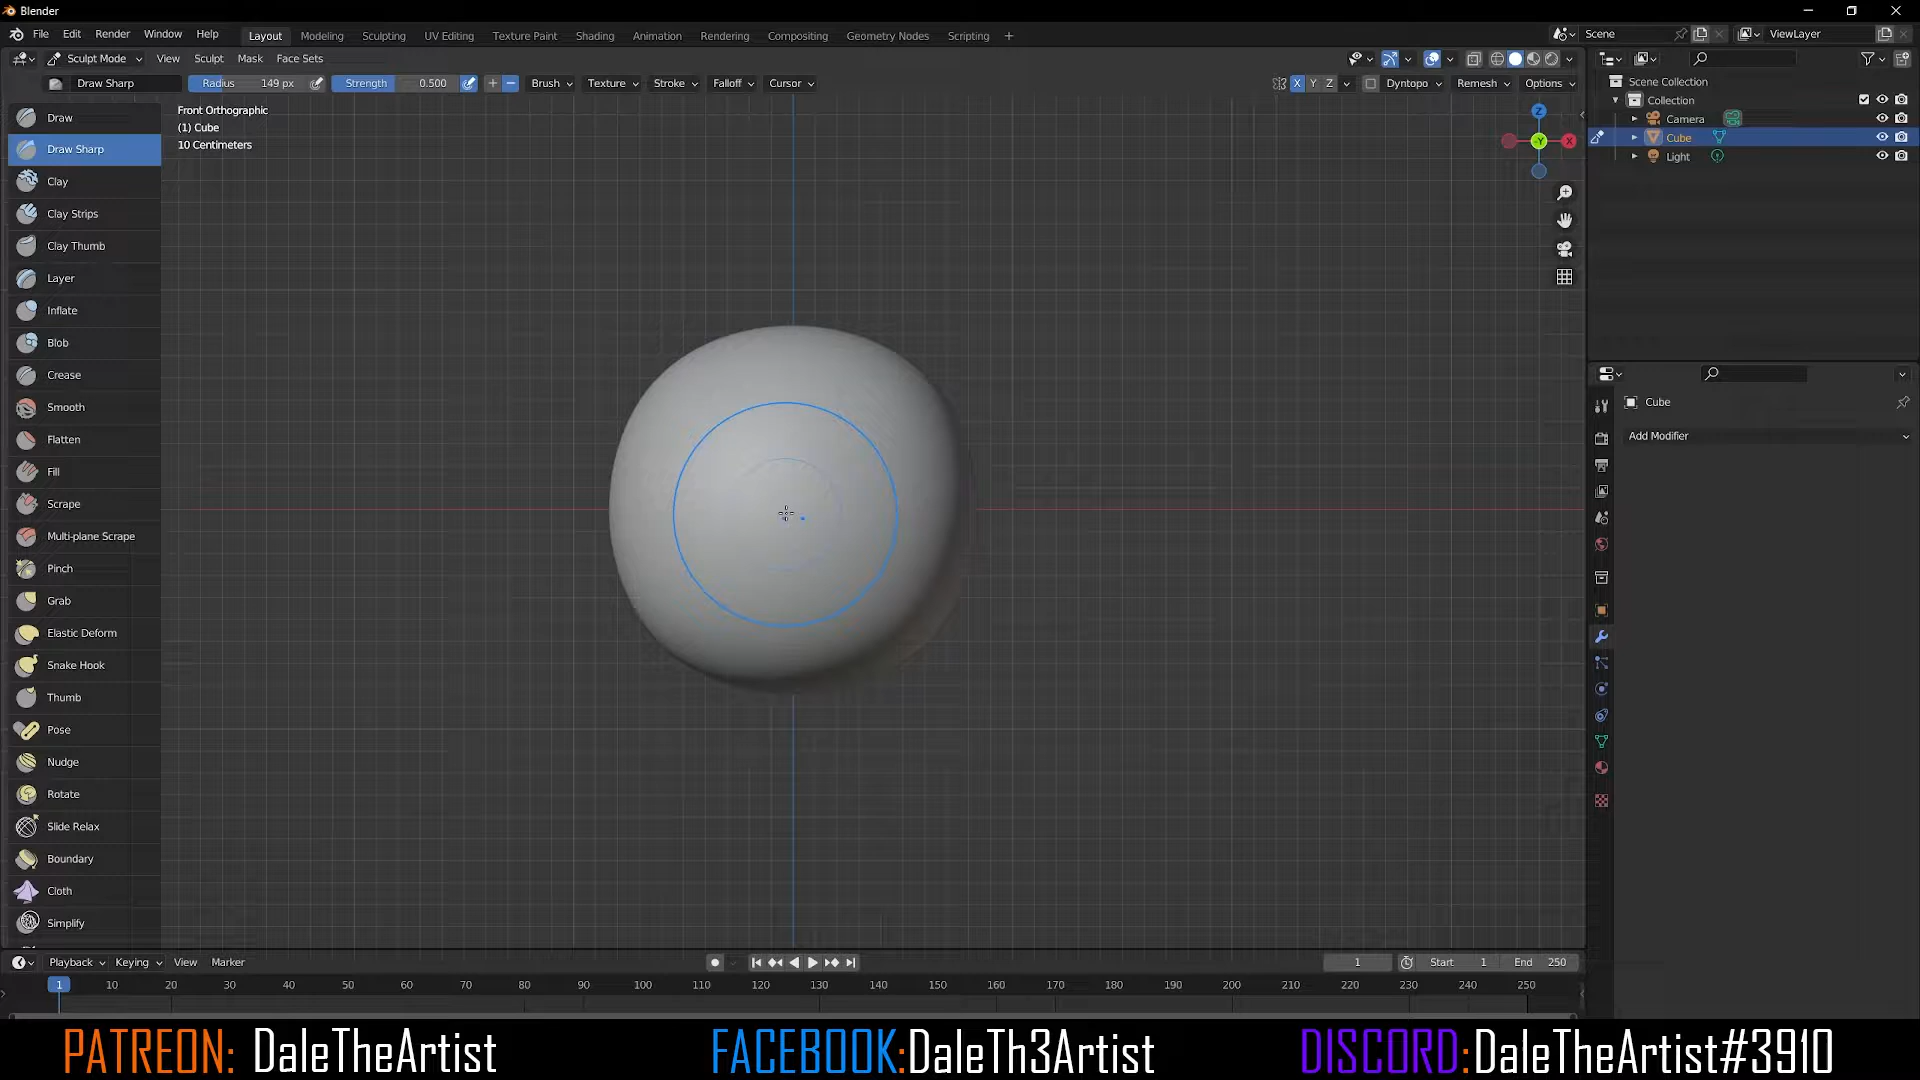 Blender
File Edit Render Window Help
Layout Modeling Sculpting UV Editing Texture Paint Shading Animation Rendering Compositing Geometry Nodes Scripting +
Scene
ViewLayer
Sculpt Mode View Sculpt Mask Face Sets
Draw Sharp Radius 149 px Strength 0.500 Brush Texture Stroke Falloff Cursor
X Y Z Dyntopo Remesh Options
Front Orthographic
(1) Cube
10 Centimeters
Draw
Draw Sharp
Clay
Clay Strips
Clay Thumb
Layer
Inflate
Blob
Crease
Smooth
Flatten
Fill
Scrape
Multi-plane Scrape
Pinch
Grab
Elastic Deform
Snake Hook
Thumb
Pose
Nudge
Rotate
Slide Relax
Boundary
Cloth
Simplify
Z
-Y
X
Scene Collection
Collection
Camera
Cube
Light
Cube
Add Modifier
Playback Keying View Marker
1 Start 1 End 250
1 10 20 30 40 50 60 70 80 90 100 110 120 130 140 150 160 170 180 190 200 210 220 230 240 250
PATREON: DaleTheArtist
FACEBOOK:DaleTh3Artist
DISCORD:DaleTheArtist#3910